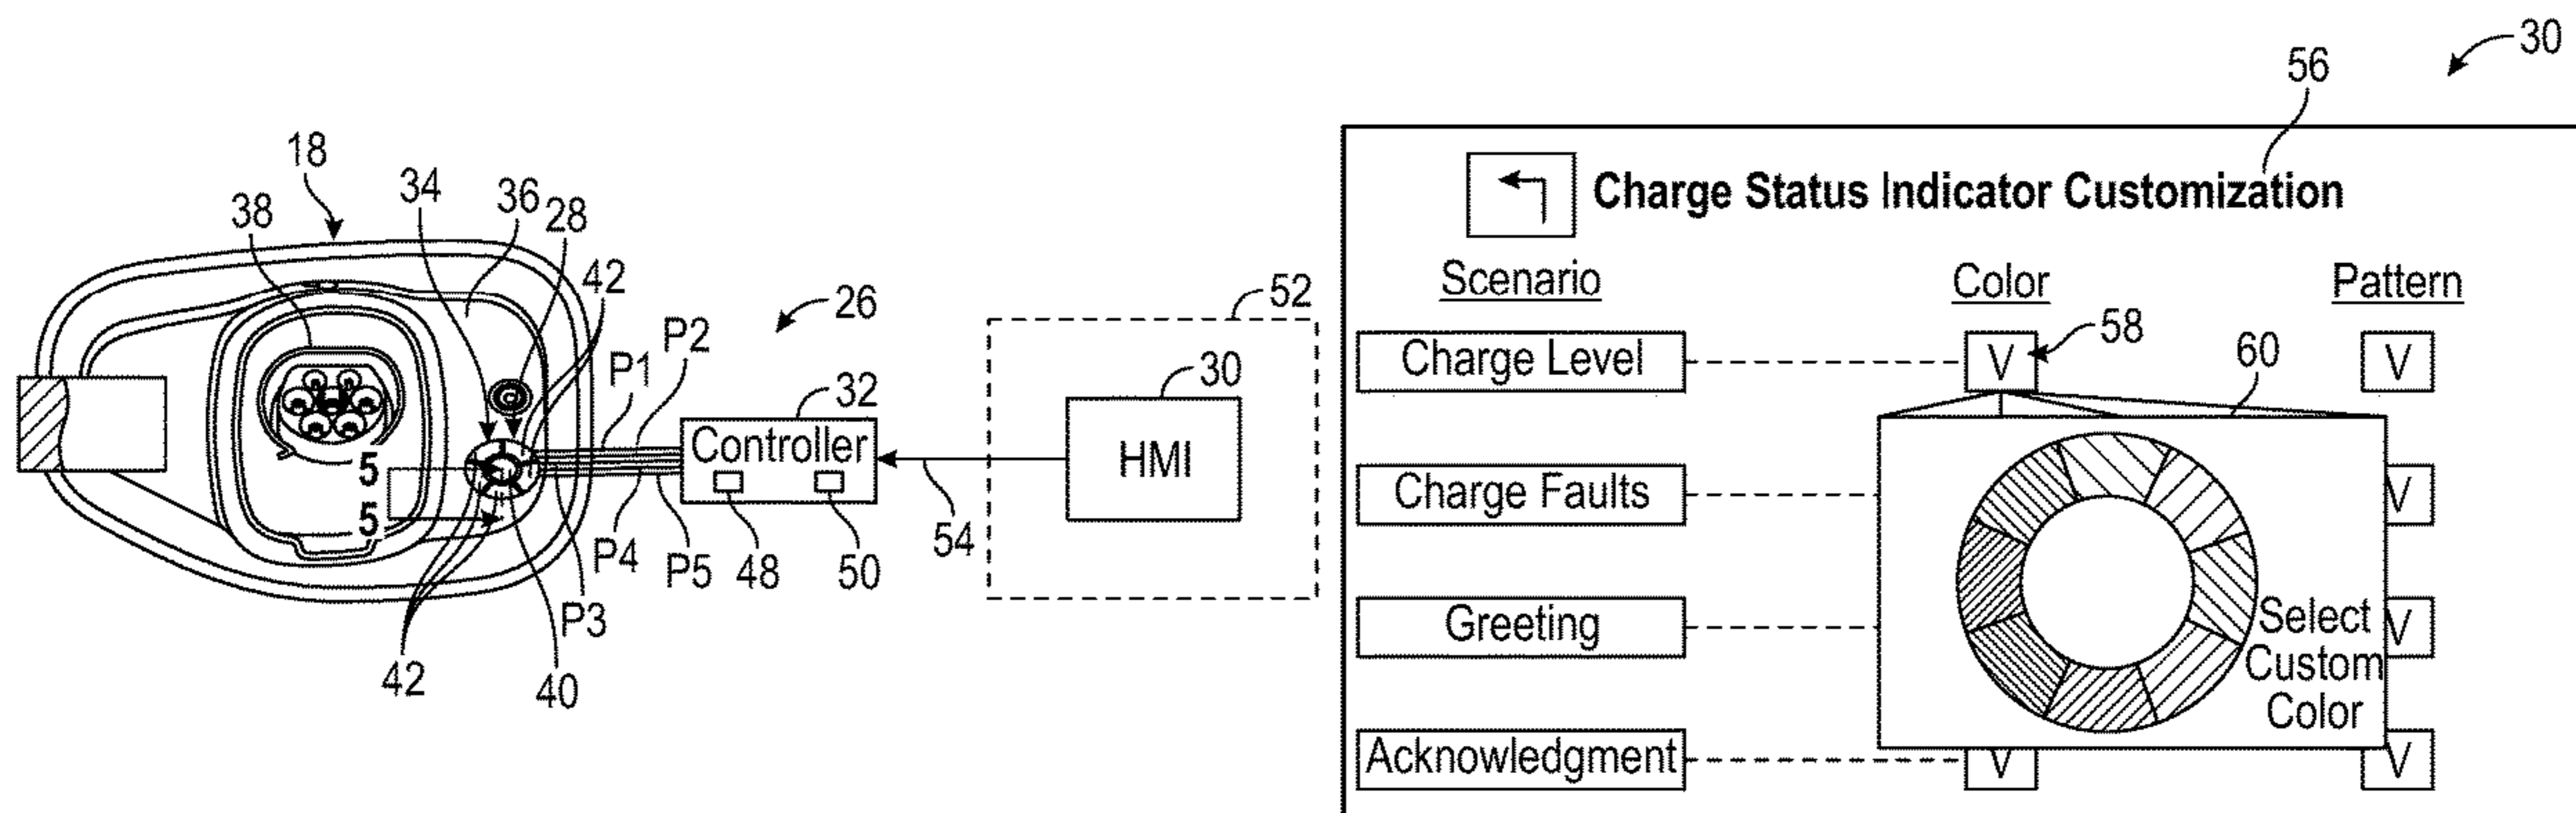 30
56
18
34
36
28
38
42
26
52
P1
P2
32
30
Controller
HMI
5
5
54
P4
P5
48
50
P3
42
40
Charge Status Indicator Customization
Scenario
Color
Pattern
58
60
Charge Level
V
V
Charge Faults
V
Greeting
V
Select
Custom
Color
Acknowledgment
V
V